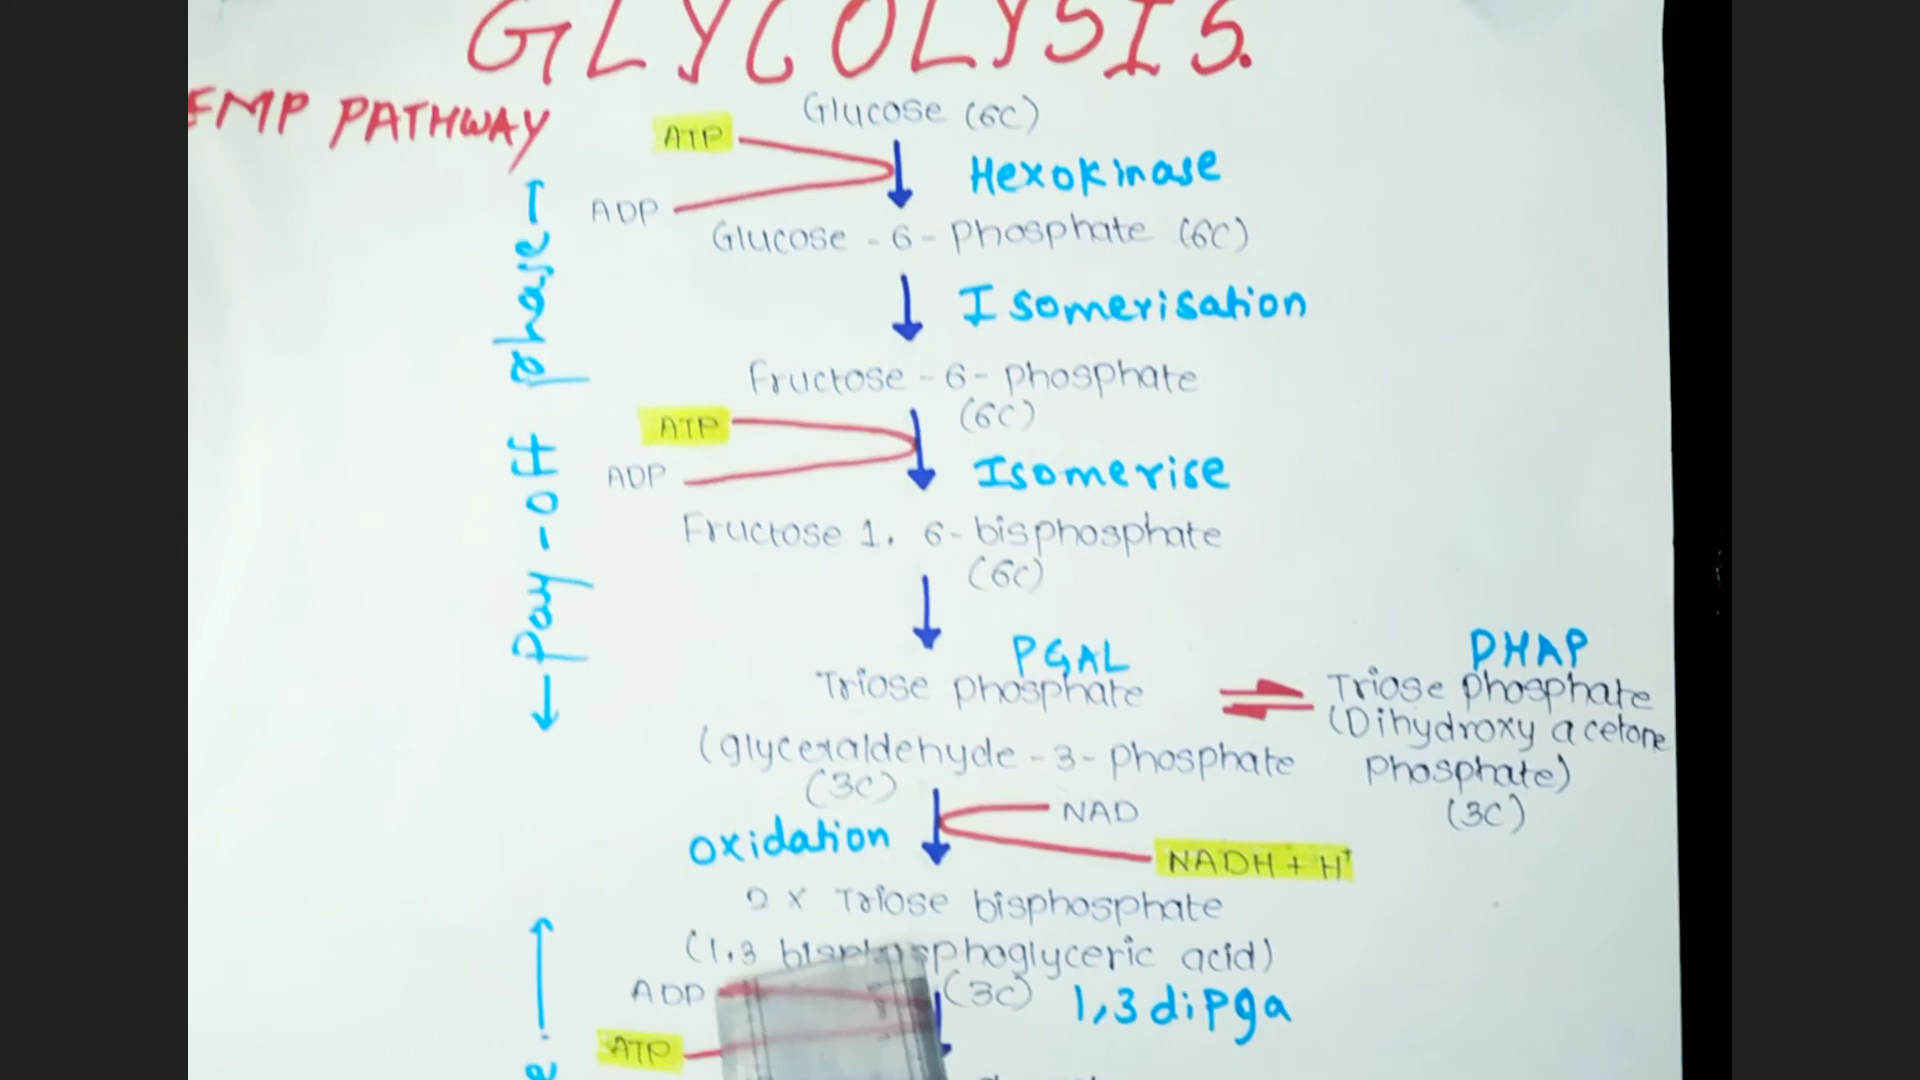 GLYCOLYSIS.
EMP PATHWAY
Glucose (6C)
ATP
Hexokinase
ADP
Glucose - 6 - phosphate (6C)
Isomerisation
Fructose - 6 - phosphate
(6C)
ATP
Isomerise
ADP
Fructose 1. 6 - bisphosphate
(6C)
Pay-off phase
PGAL
DHAP
Triose phosphate
Triose phosphate
(Dihydroxy acetone
Phosphate)
(3C)
(glyceraldehyde - 3 - phosphate
(3C)
NAD
oxidation
NADH + H+
2 x Triose bisphosphate
(1,3 bisphosphoglyceric acid)
(3C)
ADP
1,3 dipga
ATP